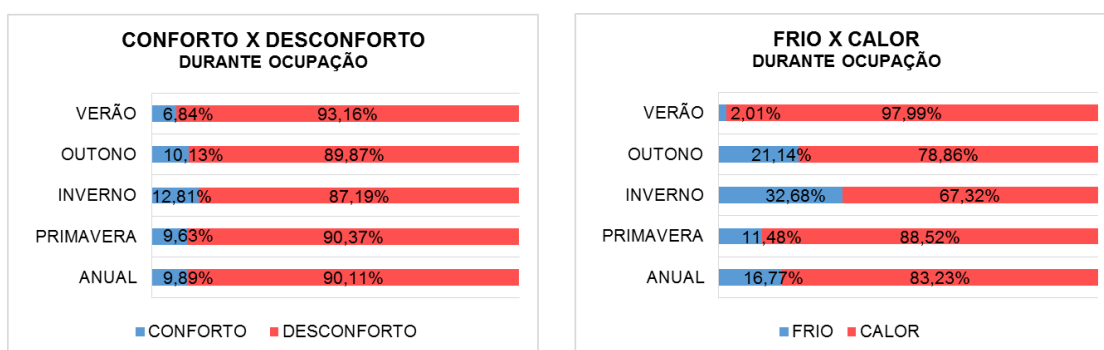 CONFORTO X DESCONFORTO
DURANTE OCUPAÇÃO
VERÃO 6,84% 93,16%
OUTONO 10,13% 89,87%
INVERNO 12,81% 87,19%
PRIMAVERA 9,63% 90,37%
ANUAL 9,89% 90,11%
CONFORTO DESCONFORTO
FRIO X CALOR
DURANTE OCUPAÇÃO
VERÃO 2,01% 97,99%
OUTONO 21,14% 78,86%
INVERNO 32,68% 67,32%
PRIMAVERA 11,48% 88,52%
ANUAL 16,77% 83,23%
FRIO CALOR